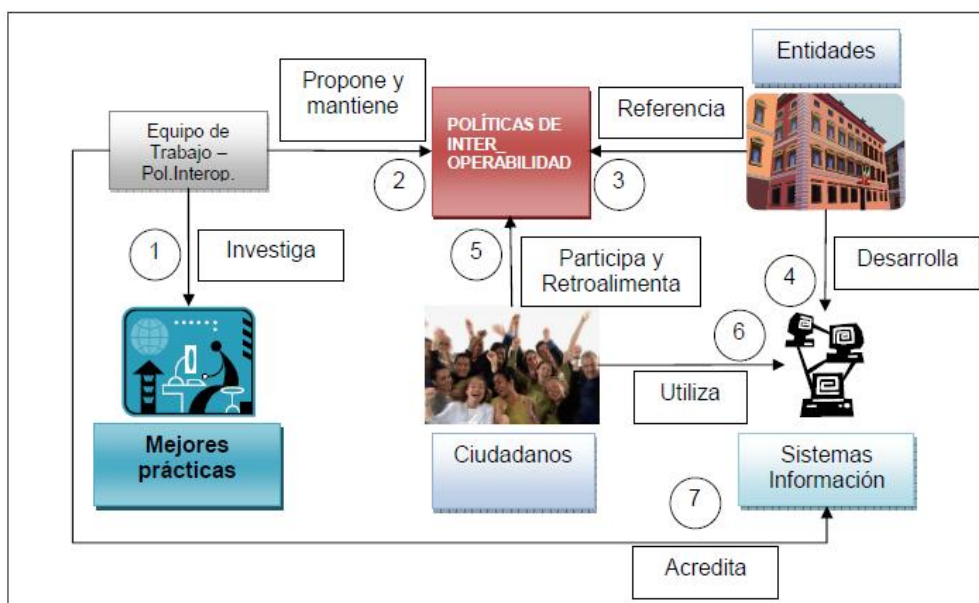 Entidades
Propone y
mantiene
Referencia
POLÍTICAS DE
INTER_
OPERABILIDAD
Equipo de
Trabajo –
Pol.Interop.
2
3
1
Investiga
5
Participa y
Retroalimenta
4
Desarrolla
6
Utiliza
Mejores
prácticas
Ciudadanos
Sistemas
Información
7
Acredita